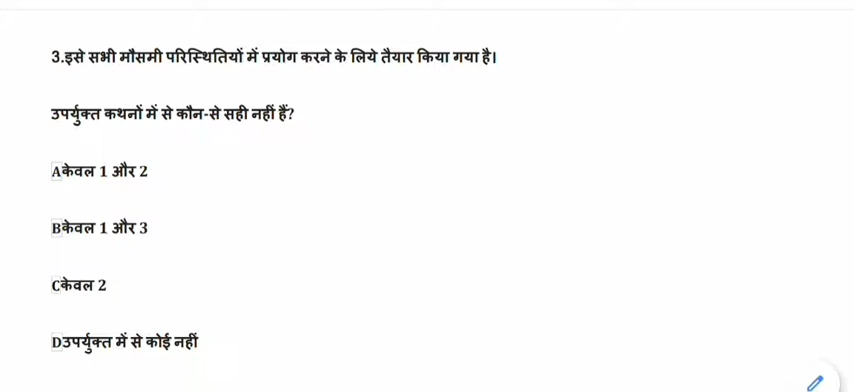 3.इसे सभी मौसमी परिस्थितियों में प्रयोग करने के लिये तैयार किया गया है।
उपर्युक्त कथनों में से कौन-से सही नहीं हैं?
Aकेवल 1 और 2
Bकेवल 1 और 3
Cकेवल 2
Dउपर्युक्त में से कोई नहीं